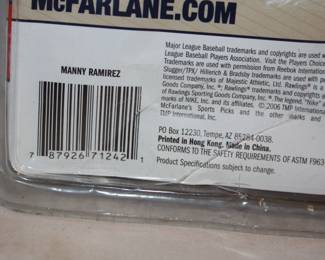 McFARLANE.COM
Major League Baseball trademarks and copyrights are used w
League Baseball Players Association. Visit the Players Choice
Trademarks are used with permission from Reebok Internation
Slugger/TPX/ Hillerich & Bradsby trademarks are used with p
licensed trademarks of Majestic Athletic, Ltd. Rawlings® is a
of Rawlings Sporting Goods Company, Inc.®; Rawlings® is a
Goods Company, Inc.®; The legend, "Nike"
marks of NIKE, Inc. and its affiliates. ©2006 TMP Internation
McFarlane's Sports Picks and the other marks and
TMP International, Inc.
MANNY RAMIREZ
7 87926 71242 1
PO Box 12230, Tempe, AZ 85284-0038.
Printed in Hong Kong. Made in China.
CONFORMS TO THE SAFETY REQUIREMENTS OF ASTM F963
Product Specifications subject to change without notice.